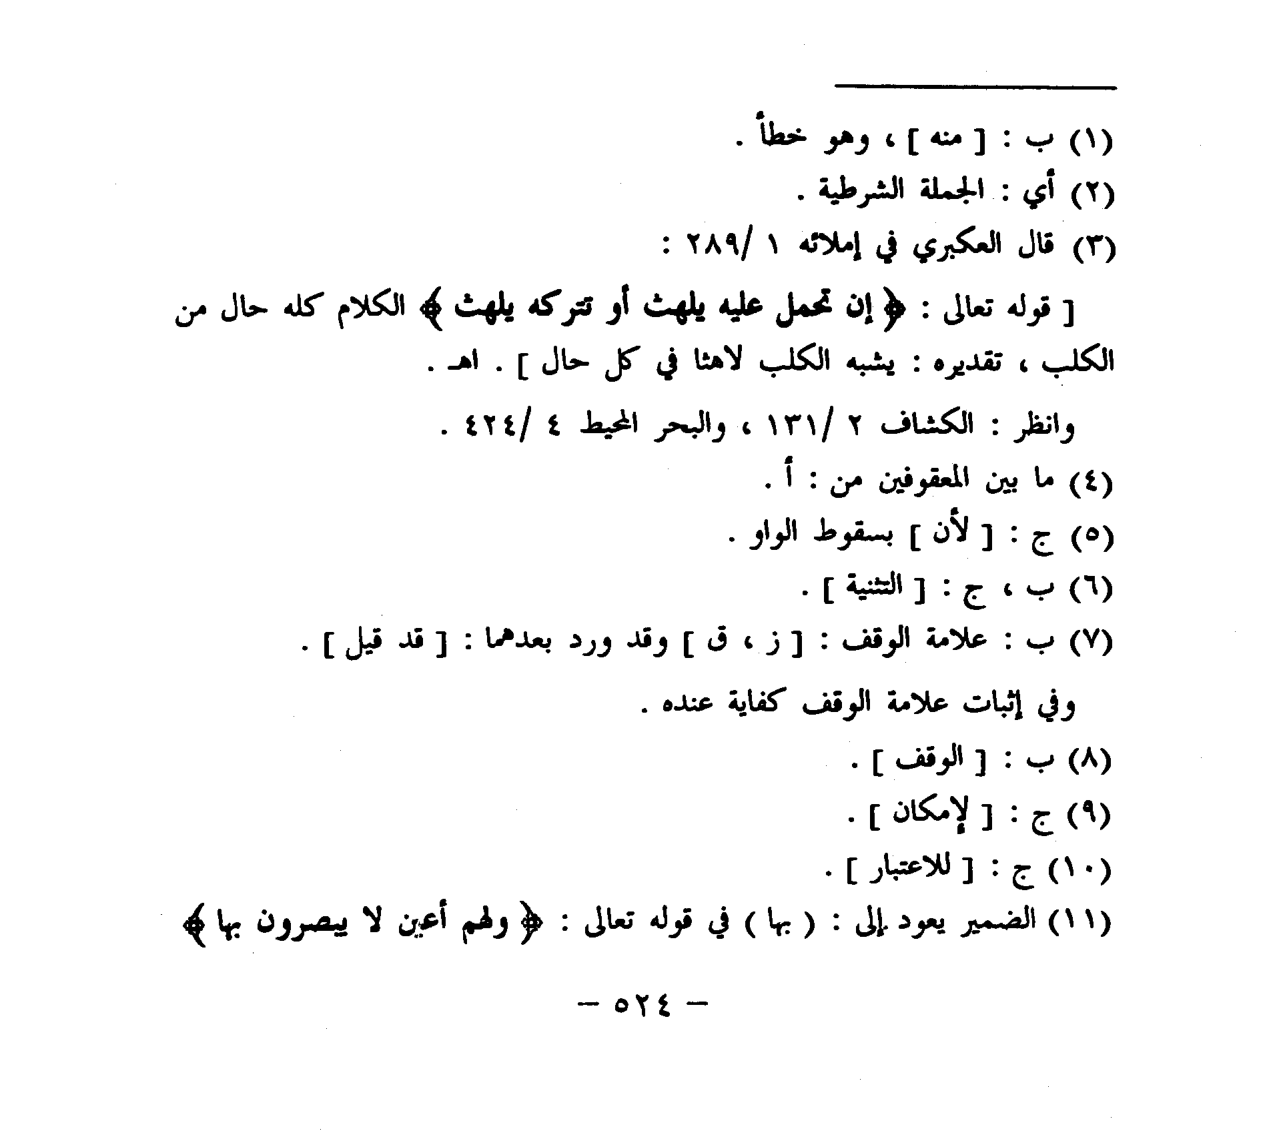 (١) ب : [ منه ] ، وهو خطأ .
(٢) أي : الجملة الشرطية .
(٣) قال العكبري في إملائه ١ /٢٨٩ :
[ قوله تعالى : ﴿ إن تحمل عليه يلهث أو تتركه يلهث ﴾ الكلام كله حال من
الكلب ، تقديره : يشبه الكلب لاهثا في كل حال ] . اهـ .
وانظر : الكشاف ٢ /١٣١ ، والبحر المحيط ٤ /٤٢٤ .
(٤) ما بين المعقوفين من : أ .
(٥) ج : [ لأن ] بسقوط الواو .
(٦) ب ، ج : [ التثنية ] .
(٧) ب : علامة الوقف : [ ز ، ق ] وقد ورد بعدهما : [ قد قيل ] .
وفي إثبات علامة الوقف كفاية عنده .
(٨) ب : [ الوقف ] .
(٩) ج : [ لإمكان ] .
(١٠) ج : [ للاعتبار ] .
(١١) الضمير يعود إلى : ( بها ) في قوله تعالى : ﴿ ولهم أعين لا يبصرون بها ﴾
– ٥٢٤ –